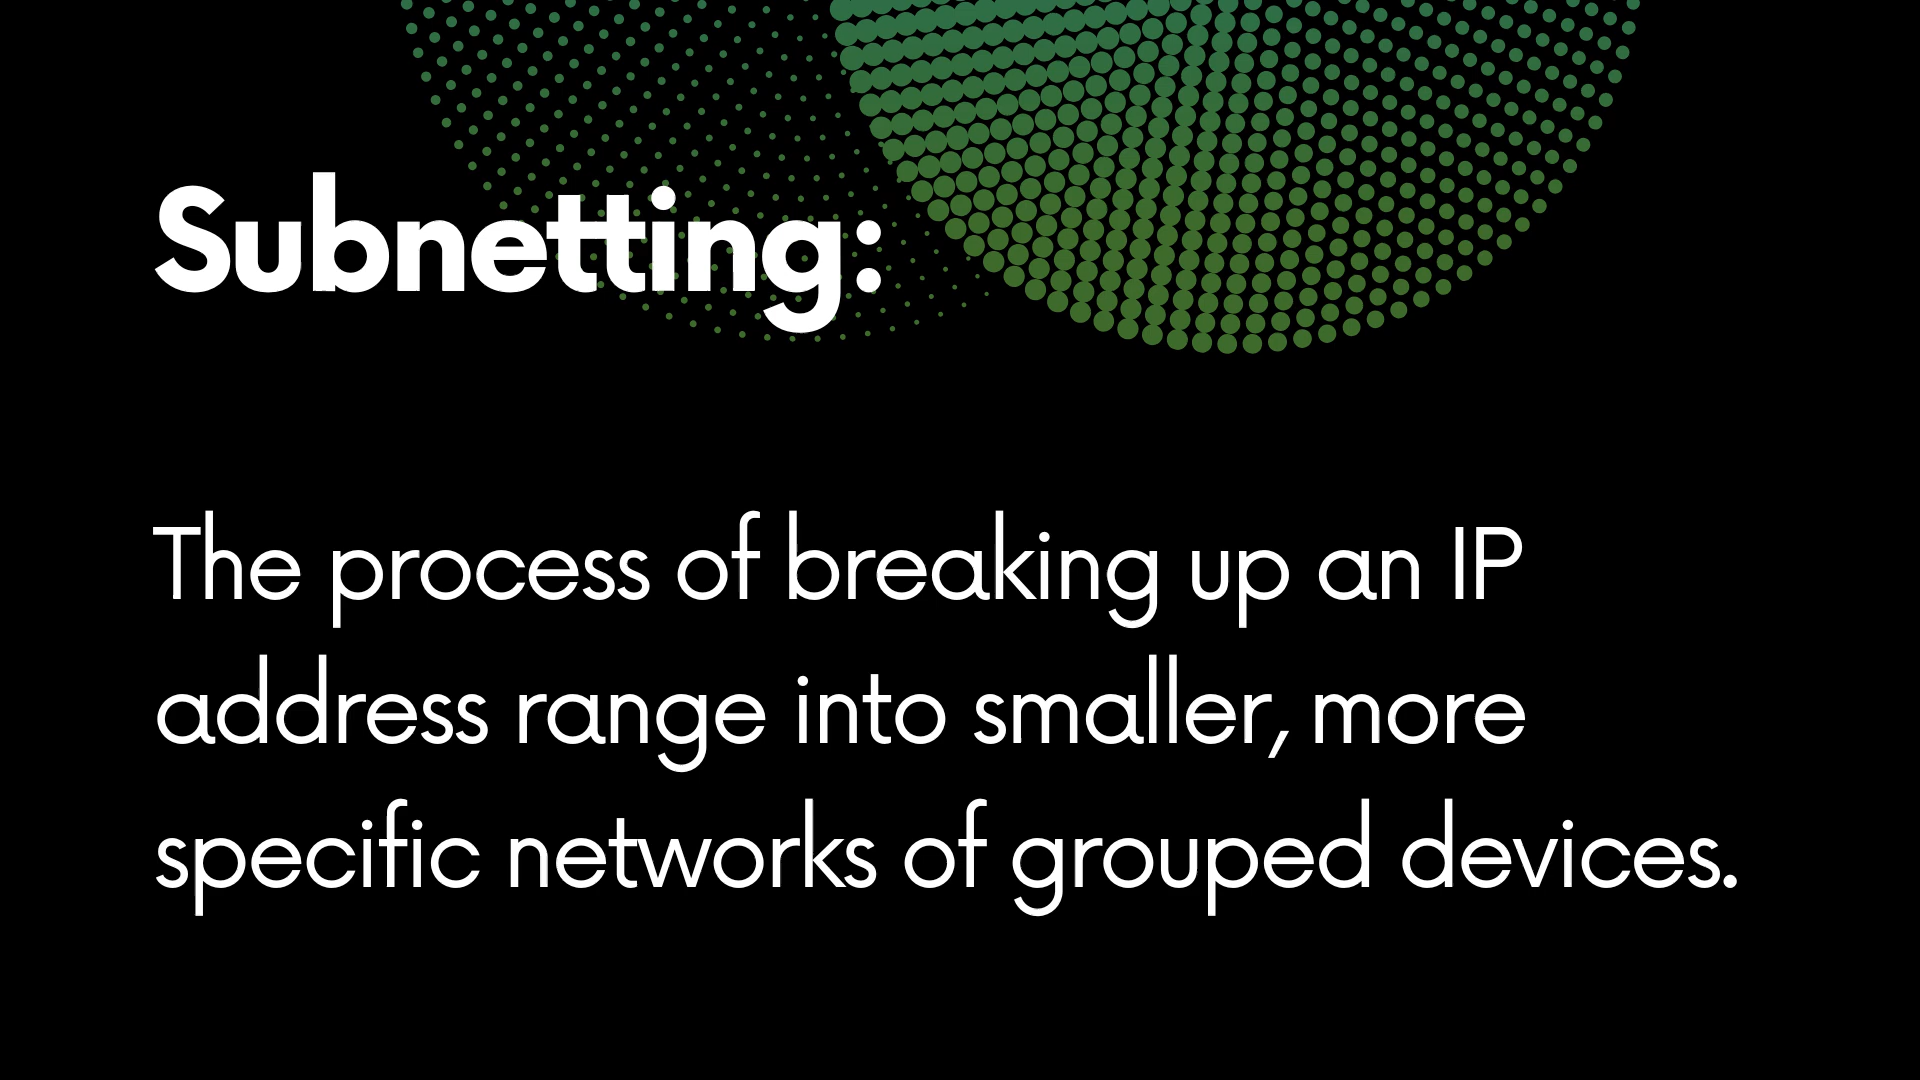 Subnetting:
The process of breaking up an IP
address range into smaller, more
specific networks of grouped devices.